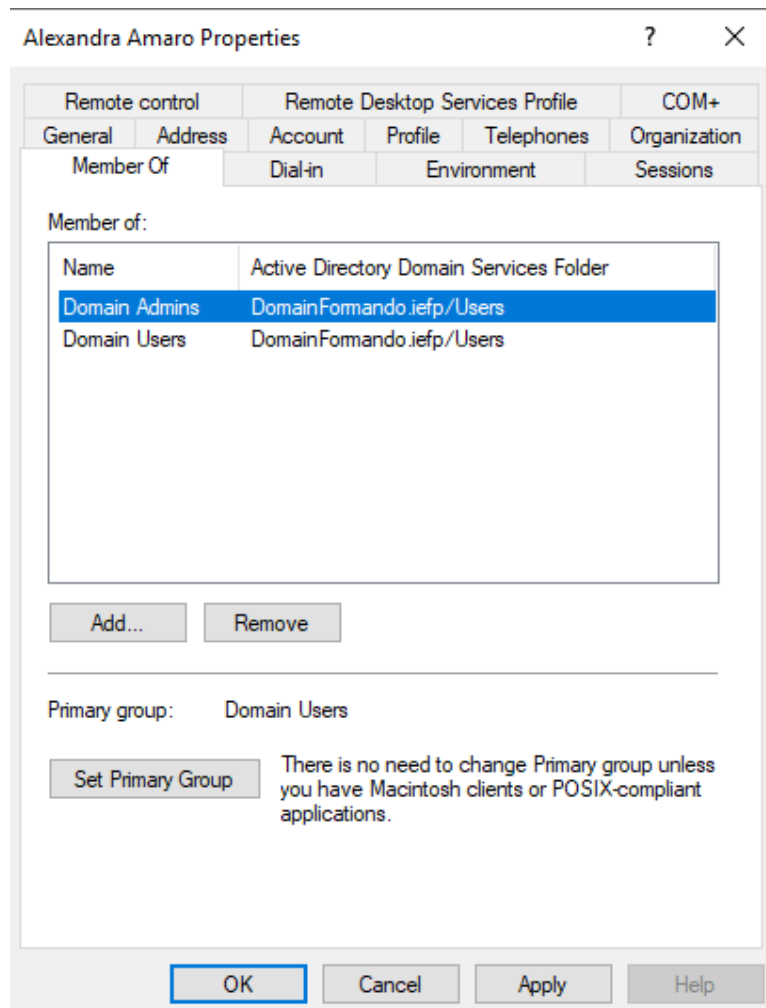 Alexandra Amaro Properties ? X
Remote control Remote Desktop Services Profile COM+
General Address Account Profile Telephones Organization
Member Of Dial-in Environment Sessions
Member of:
Name Active Directory Domain Services Folder
Domain Admins DomainFormando.iefp/Users
Domain Users DomainFormando.iefp/Users
Add... Remove
Primary group: Domain Users
Set Primary Group
There is no need to change Primary group unless
you have Macintosh clients or POSIX-compliant
applications.
OK Cancel Apply Help